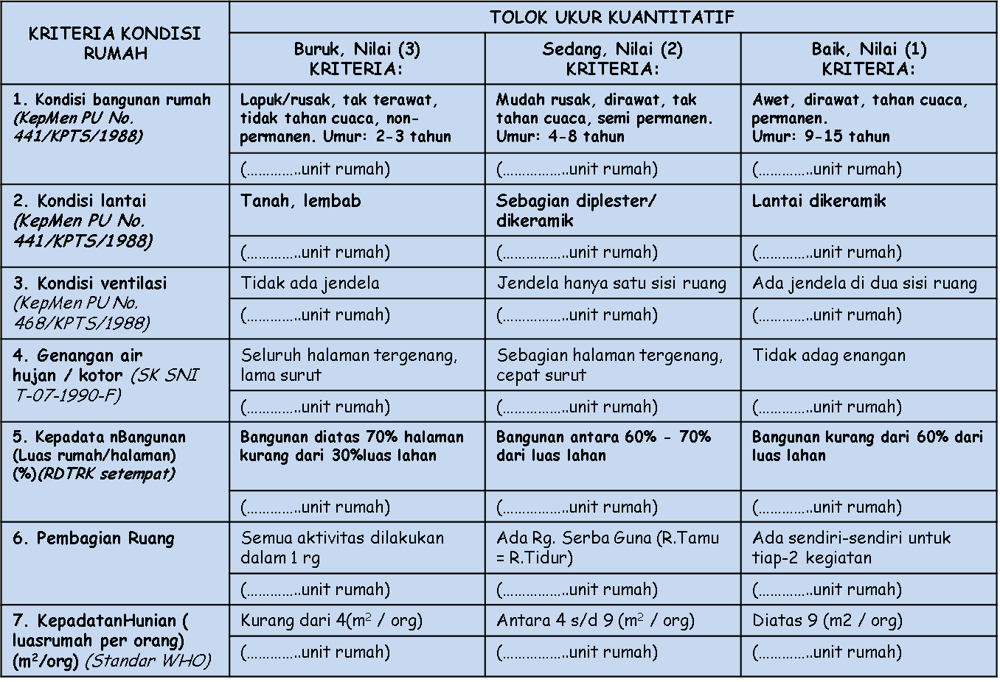 KRITERIA KONDISI
RUMAH
TOLOK UKUR KUANTITATIF
Buruk, Nilai (3)
KRITERIA:
Sedang, Nilai (2)
KRITERIA:
Baik, Nilai (1)
KRITERIA:
1. Kondisi bangunan rumah
(KepMen PU No.
441/KPTS/1988)
Lapuk/rusak, tak terawat,
tidak tahan cuaca, non-
permanen. Umur: 2-3 tahun
Mudah rusak, dirawat, tak
tahan cuaca, semi permanen.
Umur: 4-8 tahun
Awet, dirawat, tahan cuaca,
permanen.
Umur: 9-15 tahun
(…………..unit rumah)
(……………..unit rumah)
(…………..unit rumah)
2. Kondisi lantai
(KepMen PU No.
441/KPTS/1988)
Tanah, lembab
Sebagian diplester/
dikeramik
Lantai dikeramik
(…………..unit rumah)
(……………..unit rumah)
(…………..unit rumah)
3. Kondisi ventilasi
(KepMen PU No.
468/KPTS/1988)
Tidak ada jendela
Jendela hanya satu sisi ruang
Ada jendela di dua sisi ruang
(…………..unit rumah)
(……………..unit rumah)
(…………..unit rumah)
4. Genangan air
hujan / kotor (SK SNI
T-07-1990-F)
Seluruh halaman tergenang,
lama surut
Sebagian halaman tergenang,
cepat surut
Tidak adag enangan
(…………..unit rumah)
(……………..unit rumah)
(…………..unit rumah)
5. Kepadata nBangunan
(Luas rumah/halaman)
(%)(RDTRK setempat)
Bangunan diatas 70% halaman
kurang dari 30%luas lahan
Bangunan antara 60% - 70%
dari luas lahan
Bangunan kurang dari 60% dari
luas lahan
(…………..unit rumah)
(……………..unit rumah)
(…………..unit rumah)
6. Pembagian Ruang
Semua aktivitas dilakukan
dalam 1 rg
Ada Rg. Serba Guna (R.Tamu
= R.Tidur)
Ada sendiri-sendiri untuk
tiap-2 kegiatan
(…………..unit rumah)
(……………..unit rumah)
(…………..unit rumah)
7. KepadatanHunian (
luasrumah per orang)
(m²/org) (Standar WHO)
Kurang dari 4(m² / org)
Antara 4 s/d 9 (m² / org)
Diatas 9 (m2 / org)
(…………..unit rumah)
(……………..unit rumah)
(…………..unit rumah)